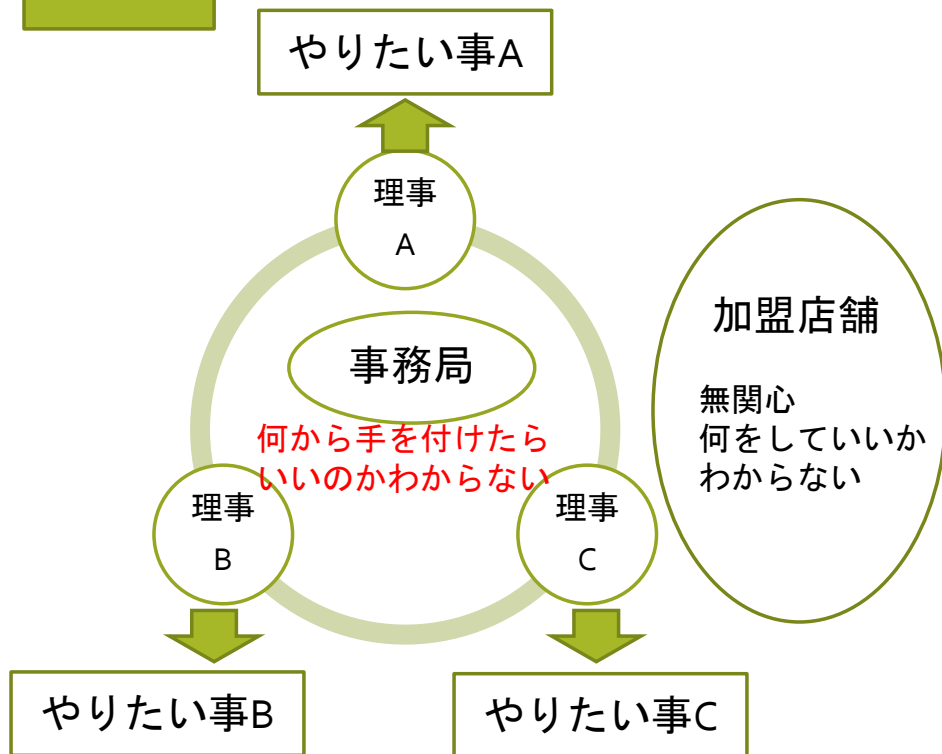 やりたい事A
理事
A
事務局
何から手を付けたら
いいのかわからない
加盟店舗
無関心
何をしていいか
わからない
理事
B
理事
C
やりたい事B
やりたい事C